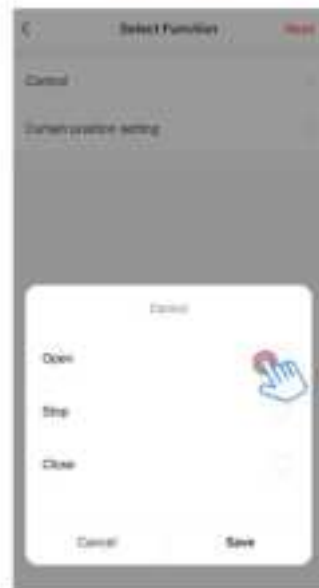 Select Function Next
Control
Curtain position setting
Control
Open
Stop
Close
Cancel Save